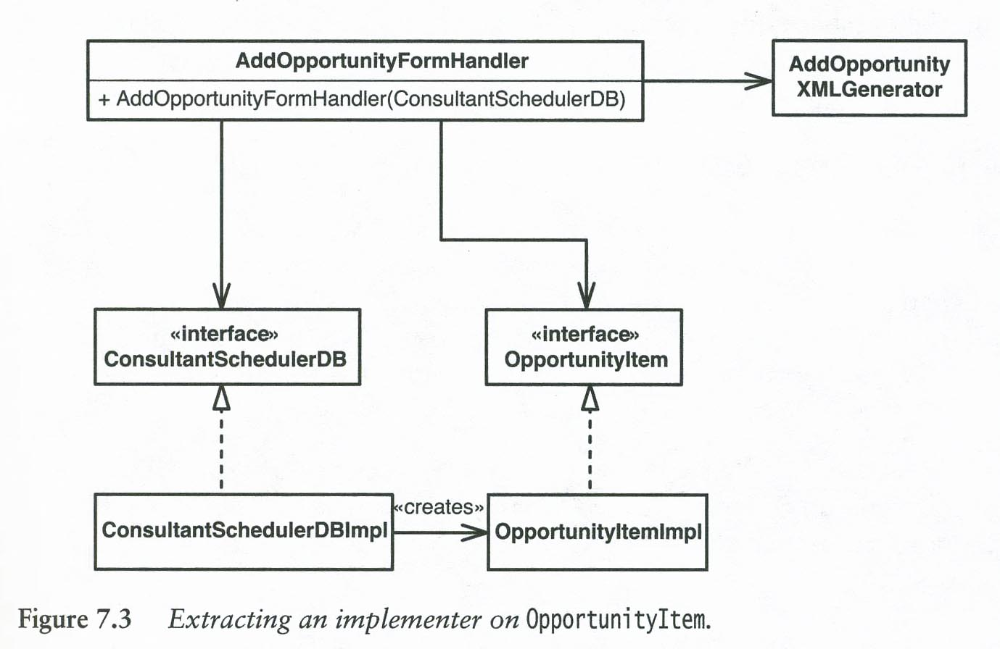 AddOpportunityFormHandler
+ AddOpportunityFormHandler(ConsultantSchedulerDB)
AddOpportunity
XMLGenerator
«interface»
ConsultantSchedulerDB
«interface»
OpportunityItem
ConsultantSchedulerDBImpl
«creates»
OpportunityItemImpl
Figure 7.3 Extracting an implementer on OpportunityItem.